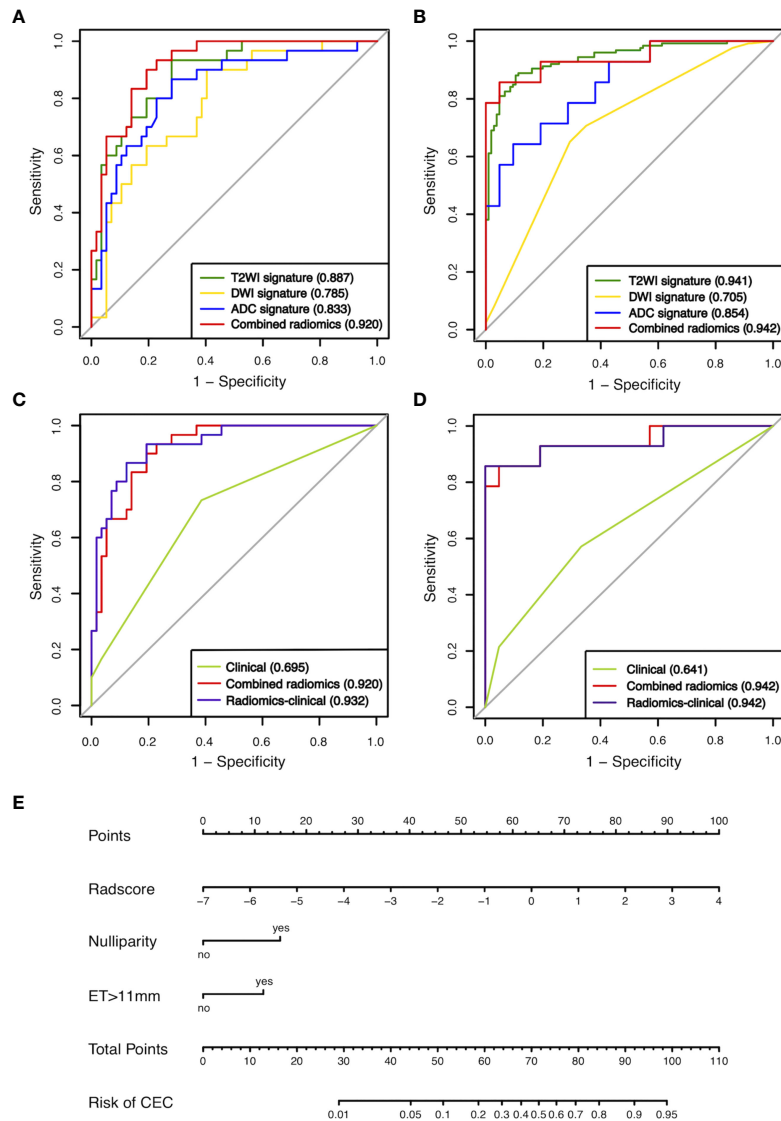 A
Sensitivity
0.0 0.2 0.4 0.6 0.8 1.0
T2WI signature (0.887)
DWI signature (0.785)
ADC signature (0.833)
Combined radiomics (0.920)
0.0 0.2 0.4 0.6 0.8 1.0
1 − Specificity
B
Sensitivity
0.0 0.2 0.4 0.6 0.8 1.0
T2WI signature (0.941)
DWI signature (0.705)
ADC signature (0.854)
Combined radiomics (0.942)
0.0 0.2 0.4 0.6 0.8 1.0
1 − Specificity
C
Sensitivity
0.0 0.2 0.4 0.6 0.8 1.0
Clinical (0.695)
Combined radiomics (0.920)
Radiomics-clinical (0.932)
0.0 0.2 0.4 0.6 0.8 1.0
1 − Specificity
D
Sensitivity
0.0 0.2 0.4 0.6 0.8 1.0
Clinical (0.641)
Combined radiomics (0.942)
Radiomics-clinical (0.942)
0.0 0.2 0.4 0.6 0.8 1.0
1 − Specificity
E
0 10 20 30 40 50 60 70 80 90 100
Points
Radscore
−7 −6 −5 −4 −3 −2 −1 0 1 2 3 4
yes
Nulliparity
no
yes
ET>11mm
no
Total Points
0 10 20 30 40 50 60 70 80 90 100 110
Risk of CEC
0.01 0.05 0.1 0.2 0.3 0.4 0.5 0.6 0.7 0.8 0.9 0.95